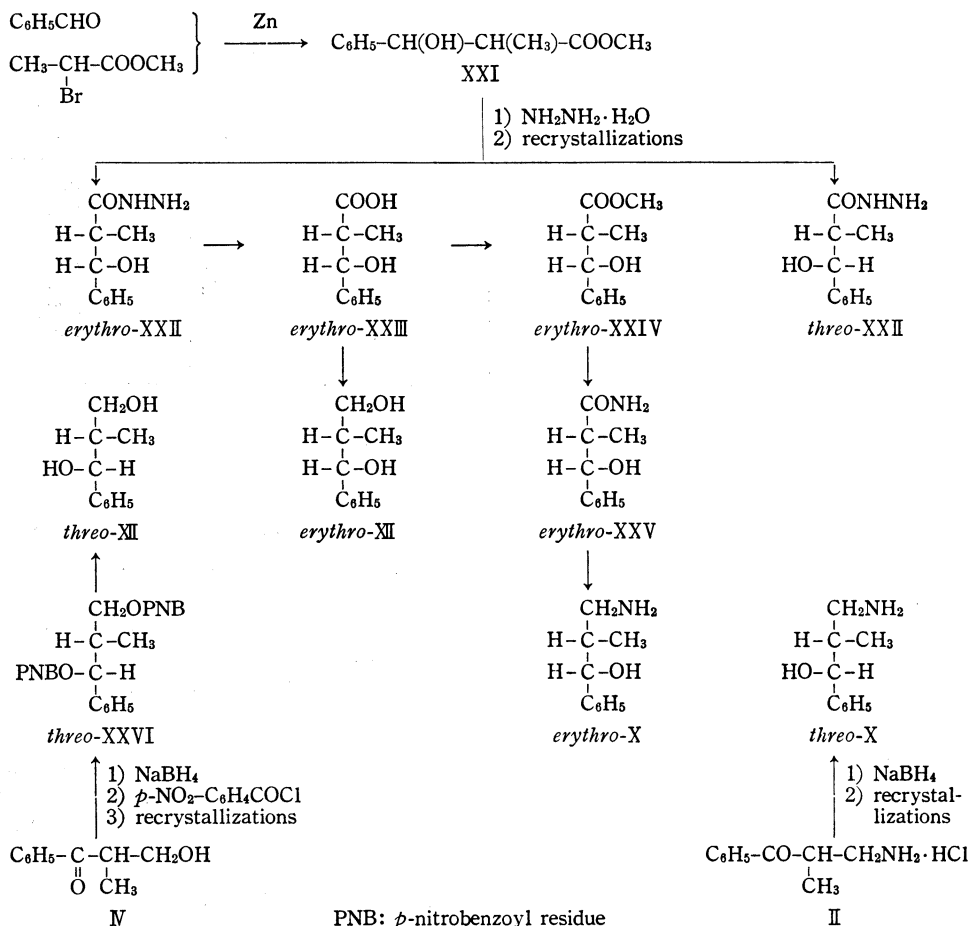 C₆H₅CHO
CH₃-CH-COOCH₃
Br
Zn
C₆H₅-CH(OH)-CH(CH₃)-COOCH₃
XXI
1) NH₂NH₂·H₂O
2) recrystallizations
CONHNH₂
H-C-CH₃
H-C-OH
C₆H₅
erythro-XXII
COOH
H-C-CH₃
H-C-OH
C₆H₅
erythro-XXIII
COOCH₃
H-C-CH₃
H-C-OH
C₆H₅
erythro-XXIV
CONHNH₂
H-C-CH₃
HO-C-H
C₆H₅
threo-XXII
CH₂OH
H-C-CH₃
HO-C-H
C₆H₅
threo-XII
CH₂OH
H-C-CH₃
H-C-OH
C₆H₅
erythro-XII
CONH₂
H-C-CH₃
H-C-OH
C₆H₅
erythro-XXV
CH₂OPNB
H-C-CH₃
PNBO-C-H
C₆H₅
threo-XXVI
CH₂NH₂
H-C-CH₃
H-C-OH
C₆H₅
erythro-X
CH₂NH₂
H-C-CH₃
HO-C-H
C₆H₅
threo-X
1) NaBH₄
2) p-NO₂-C₆H₄COCl
3) recrystallizations
1) NaBH₄
2) recrystal-
lizations
C₆H₅-C-CH-CH₂OH
O CH₃
IV
C₆H₅-CO-CH-CH₂NH₂·HCl
CH₃
II
PNB: p-nitrobenzoyl residue